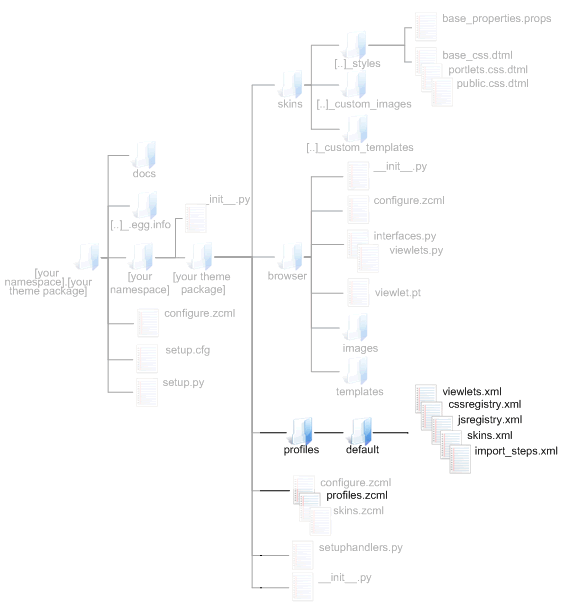 base_properties.props
base_css.dtml
[..]_styles
portlets.css.dtml
public.css.dtml
skins
[..]_custom_images
[..]_custom_templates
docs
__init__.py
configure.zcml
_init__.py
[..]_.egg.info
interfaces.py
viewlets.py
[your
namespace].[your
theme package]
[your
namespace]
[your theme
package]
browser
viewlet.pt
configure.zcml
images
setup.cfg
setup.py
templates
viewlets.xml
cssregistry.xml
jsregistry.xml
skins.xml
import_steps.xml
profiles
default
configure.zcml
profiles.zcml
skins.zcml
setuphandlers.py
__init__.py